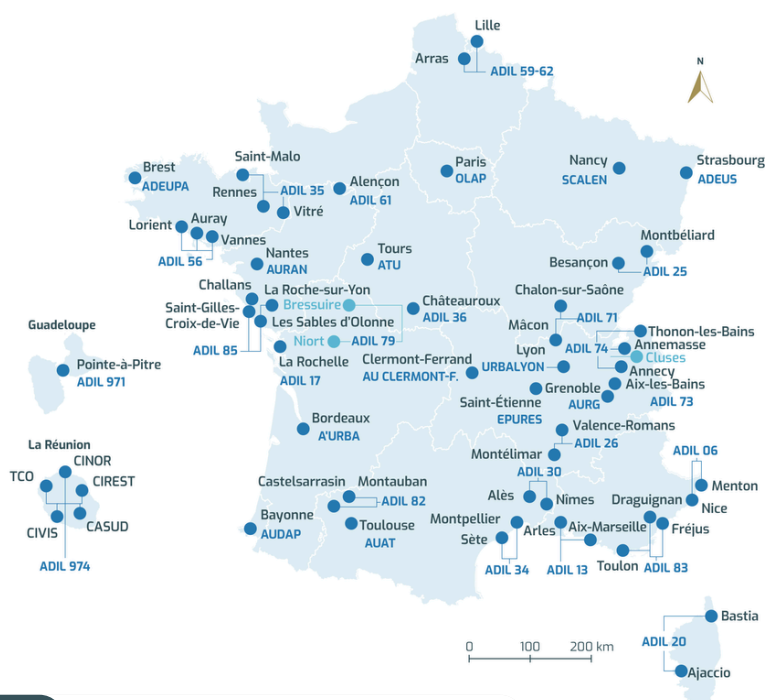 Lille
Arras
ADIL 59-62
N
Brest
ADEUPA
Saint-Malo
Rennes
ADIL 35
Vitré
Alençon
ADIL 61
Paris
OLAP
Nancy
SCALEN
Strasbourg
ADEUS
Lorient
Auray
Vannes
ADIL 56
Nantes
AURAN
Tours
ATU
Montbéliard
Besançon
ADIL 25
Challans
La Roche-sur-Yon
Saint-Gilles-
Croix-de-Vie
Les Sables d'Olonne
ADIL 85
Bressuire
Niort
ADIL 79
Châteauroux
ADIL 36
Chalon-sur-Saône
ADIL 71
Mâcon
La Rochelle
ADIL 17
Clermont-Ferrand
AU CLERMONT-F.
Lyon
URBALYON
Thonon-les-Bains
Annemasse
ADIL 74
Cluses
Annecy
Aix-les-Bains
ADIL 73
Saint-Étienne
EPURES
Grenoble
AURG
Guadeloupe
Pointe-à-Pitre
ADIL 971
Bordeaux
A'URBA
Valence-Romans
ADIL 26
Montélimar
La Réunion
CINOR
TCO
CIREST
CIVIS
CASUD
ADIL 974
Castelsarrasin
Montauban
ADIL 82
Bayonne
AUDAP
Toulouse
AUAT
ADIL 30
Alès
Nîmes
Montpellier
Sète
ADIL 34
Arles
Aix-Marseille
ADIL 13
ADIL 06
Menton
Nice
Draguignan
Fréjus
Toulon
ADIL 83
Bastia
ADIL 20
Ajaccio
0 100 200 km